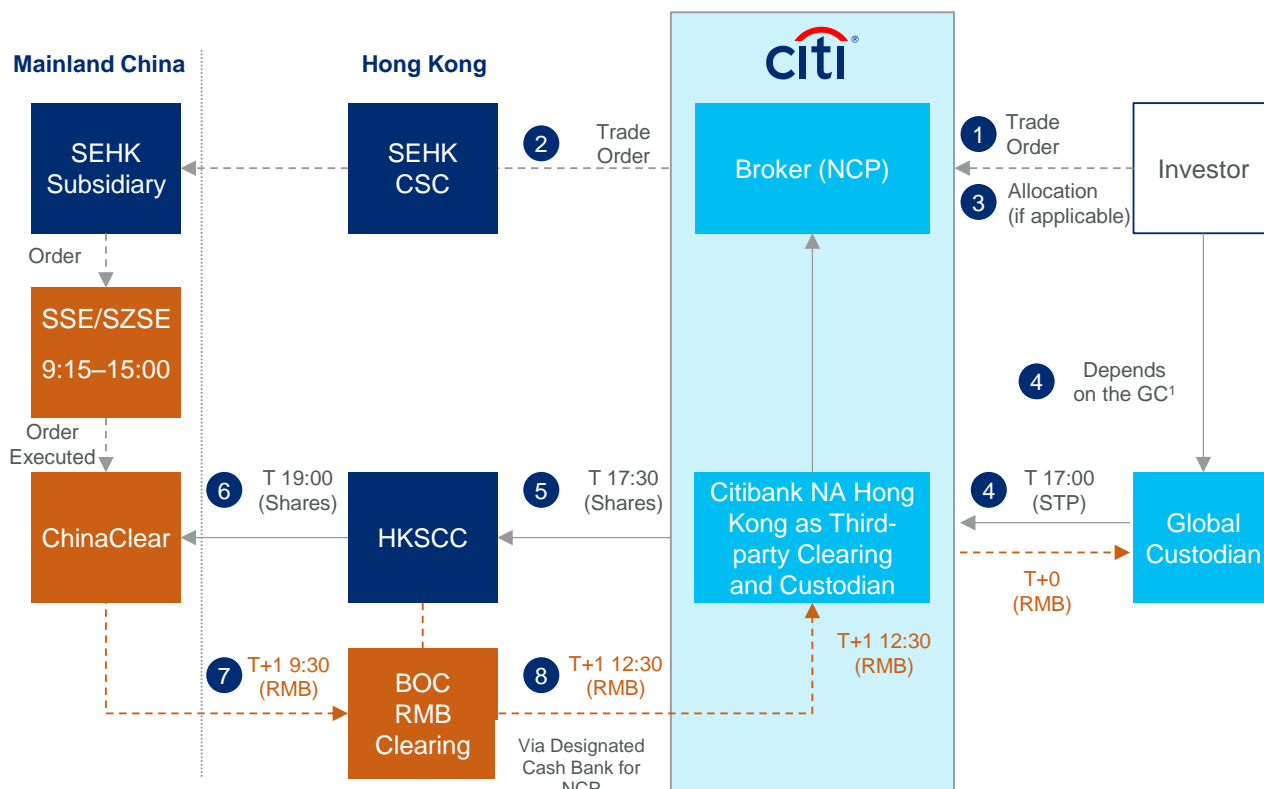 citi®
Mainland China
Hong Kong
SEHK
Subsidiary
SEHK
CSC
2
Trade
Order
Broker (NCP)
1
Trade
Order
3
Allocation
(if applicable)
Investor
Order
SSE/SZSE
9:15–15:00
4
Depends
on the GC¹
Order
Executed
ChinaClear
6
T 19:00
(Shares)
HKSCC
5
T 17:30
(Shares)
Citibank NA Hong
Kong as Third-
party Clearing
and Custodian
4
T 17:00
(STP)
Global
Custodian
T+0
(RMB)
7
T+1 9:30
(RMB)
BOC
RMB
Clearing
8
T+1 12:30
(RMB)
T+1 12:30
(RMB)
Via Designated
Cash Bank for
NCP